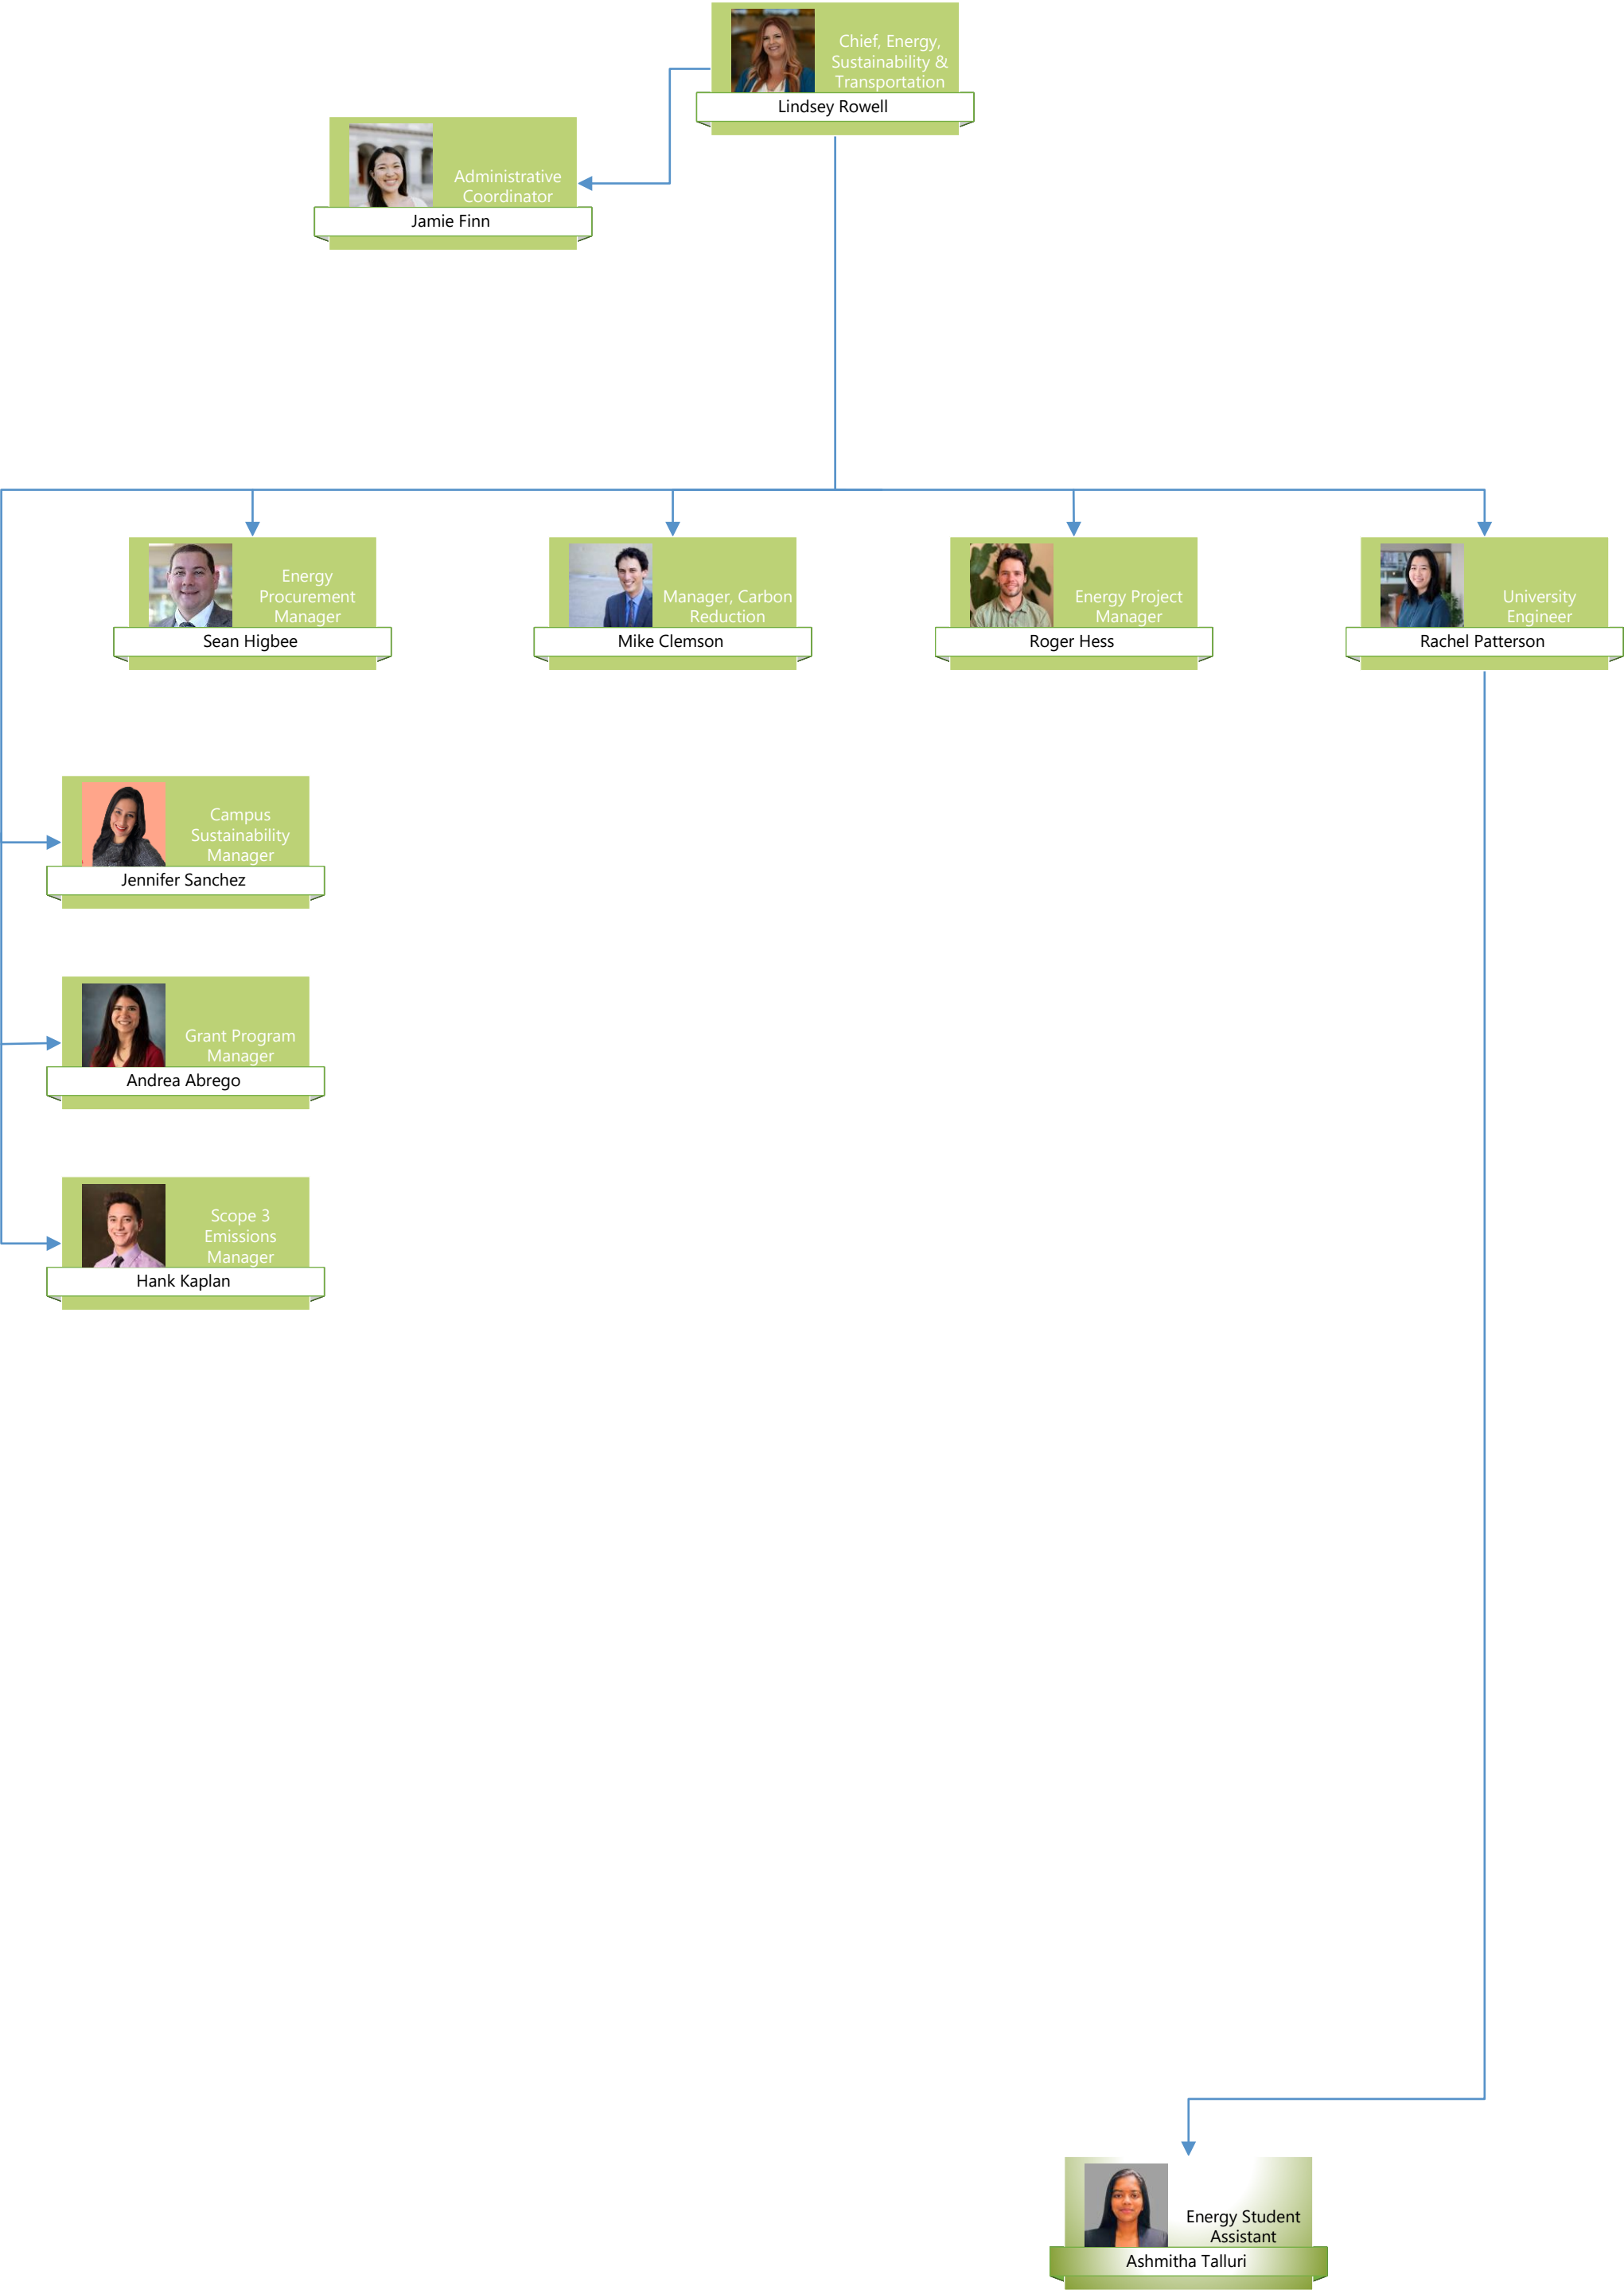 Chief, Energy,
Sustainability &
Transportation
Lindsey Rowell
Administrative
Coordinator
Jamie Finn
Energy
Procurement
Manager
Sean Higbee
Manager, Carbon
Reduction
Mike Clemson
Energy Project
Manager
Roger Hess
University
Engineer
Rachel Patterson
Campus
Sustainability
Manager
Jennifer Sanchez
Grant Program
Manager
Andrea Abrego
Scope 3
Emissions
Manager
Hank Kaplan
Energy Student
Assistant
Ashmitha Talluri